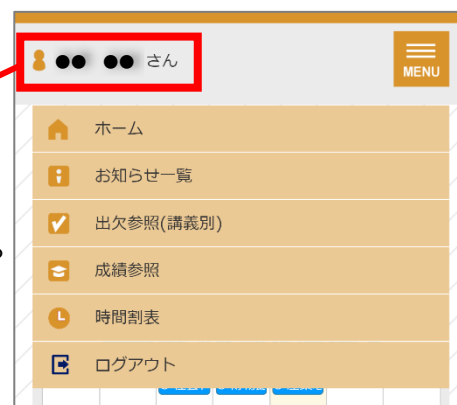 ●● ●● さん
MENU
ホーム
お知らせ一覧
出欠参照(講義別)
成績参照
時間割表
ログアウト